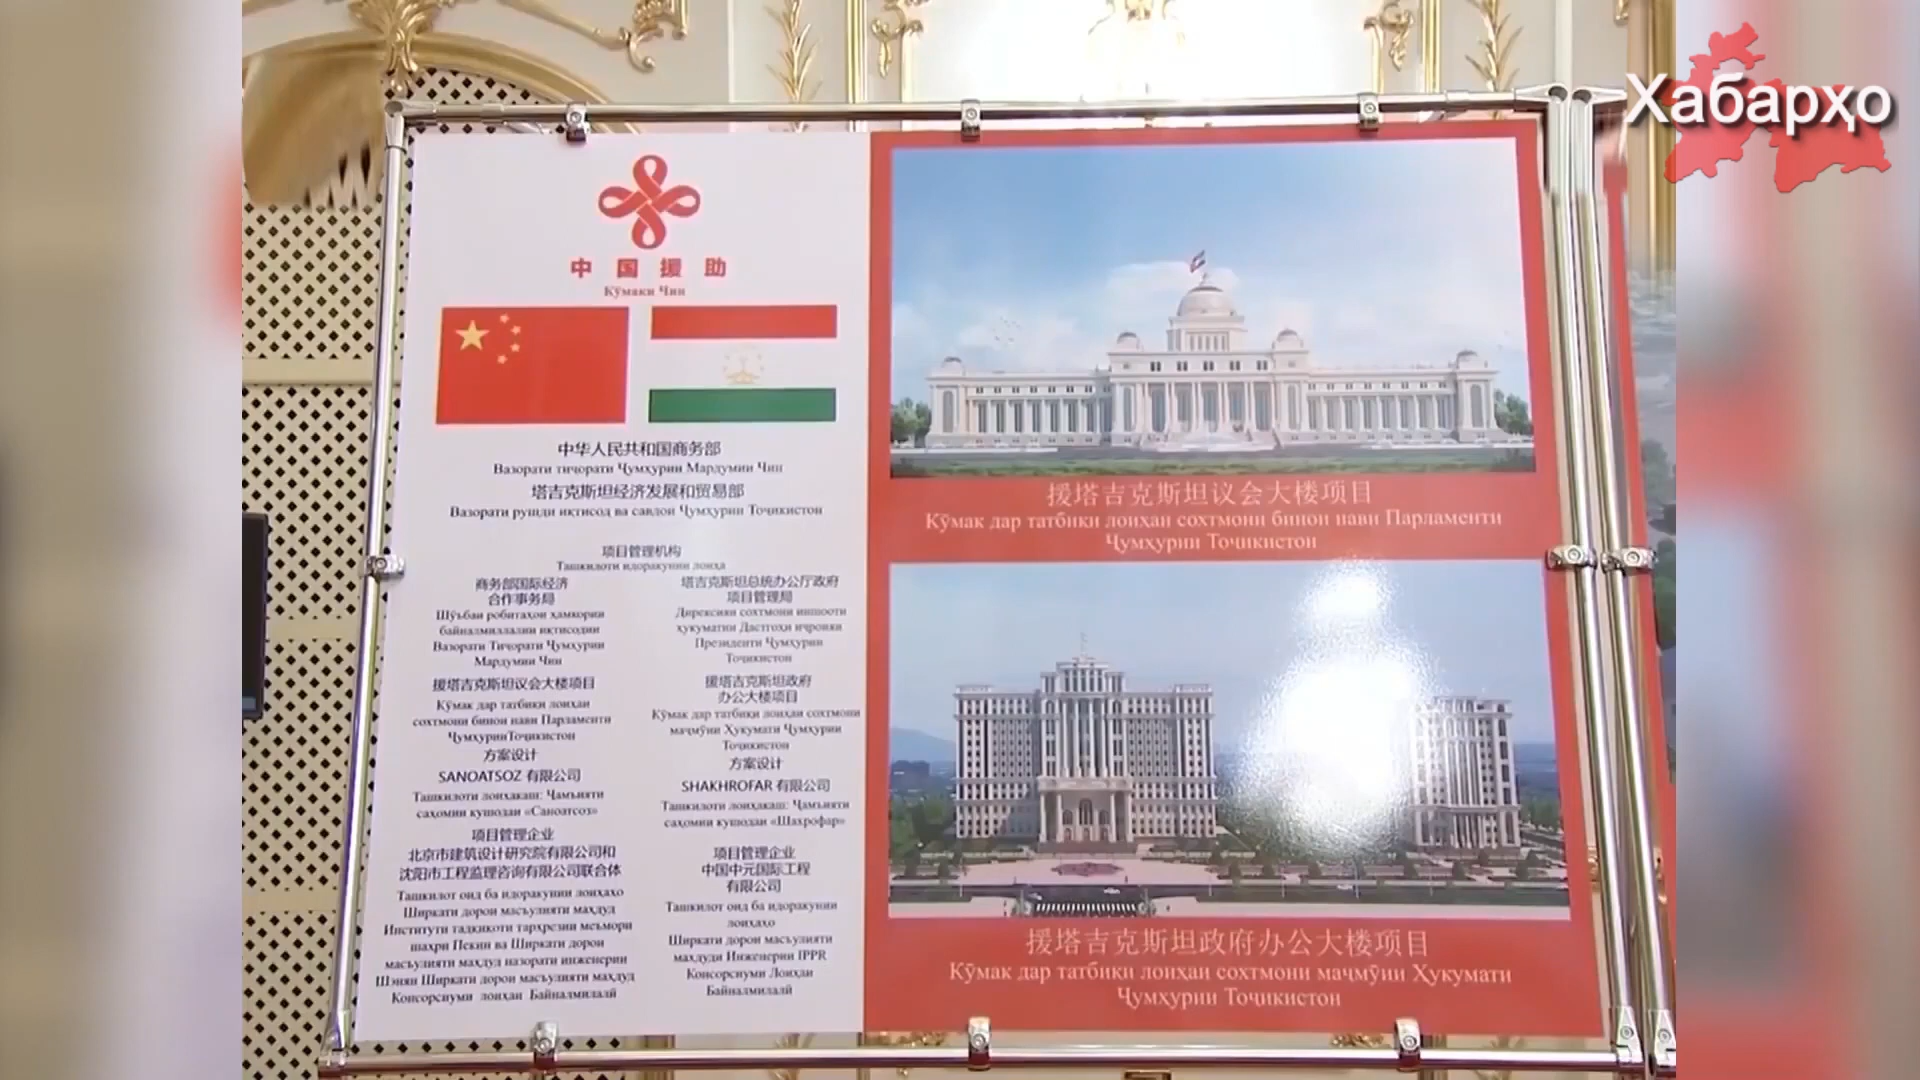 Хабарҳо
中国援助
Кӯмаки Чин
中华人民共和国商务部
Вазорати тиҷорати Ҷумҳурии Мардумии Чин
塔吉克斯坦经济发展和贸易部
Вазорати рушди иқтисод ва савдои Ҷумҳурии Тоҷикистон
项目管理机构
Ташкилоти идоракунии лоиҳа
商务部国际经济
合作事务局
Шӯъбаи робитаҳои ҳамкории
байналмиллалии иқтисодии
Вазорати Тиҷорати Ҷумҳурии
Мардумии Чин
援塔吉克斯坦议会大楼项目
Кӯмак дар татбиқи лоиҳаи
сохтмони бинои нави Парламенти
ҶумҳурииТоҷикистон
方案设计
SANOATSOZ 有限公司
Ташкилоти лоиҳакаш: Ҷамъияти
саҳомии кушодаи «Саноатсоз»
项目管理企业
北京市建筑设计研究院有限公司和
沈阳市工程监理咨询有限公司联合体
Ташкилот оид ба идоракунии лоиҳаҳо
Ширкати дорои масъулияти маҳдуд
Институти тадқиқоти тарҳрезии меъмори
шаҳри Пекин ва Ширкати дорои
масъулияти маҳдуд назорати инженерии
Шэнян Ширкати дорои масъулияти маҳдуд
Консорсиуми лоиҳаи Байналмилалӣ
塔吉克斯坦总统办公厅政府
项目管理局
Дирексияи сохтмони иншооти
ҳукуматии Дастгоҳи иҷроияи
Президенти Ҷумҳурии
Тоҷикистон
援塔吉克斯坦政府
办公大楼项目
Кӯмак дар татбиқи лоиҳаи сохтмони
маҷмӯии Ҳукумати Ҷумҳурии
Тоҷикистон
方案设计
SHAKHROFAR 有限公司
Ташкилоти лоиҳакаш: Ҷамъияти
саҳомии кушодаи «Шахрофар»
项目管理企业
中国中元国际工程
有限公司
Ташкилот оид ба идоракунии
лоиҳаҳо
Ширкати дорои масъулияти
маҳдуди Инженерии IPPR
Консорсиуми Лоиҳаи
Байналмилалӣ
援塔吉克斯坦议会大楼项目
Кӯмак дар татбиқи лоиҳаи сохтмони бинои нави Парламенти
Ҷумҳурии Тоҷикистон
援塔吉克斯坦政府办公大楼项目
Кӯмак дар татбиқи лоиҳаи сохтмони маҷмӯии Ҳукумати
Ҷумҳурии Тоҷикистон